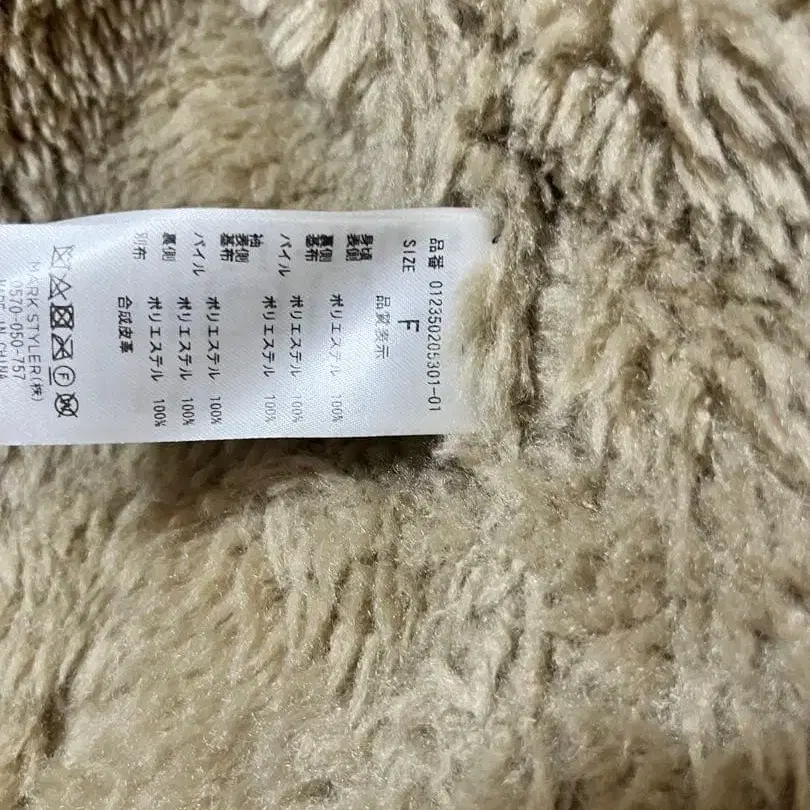 品番 012350205301-01
SIZE F
品質表示
身頃
表側
ポリエステル 100%
裏側
基布
ポリエステル 100%
パイル
ポリエステル 100%
袖
表側
基布
ポリエステル 100%
パイル
ポリエステル 100%
裏側
ポリエステル 100%
別布
合成皮革
MARK STYLER(株)
0570-050-757
MADE IN CHINA